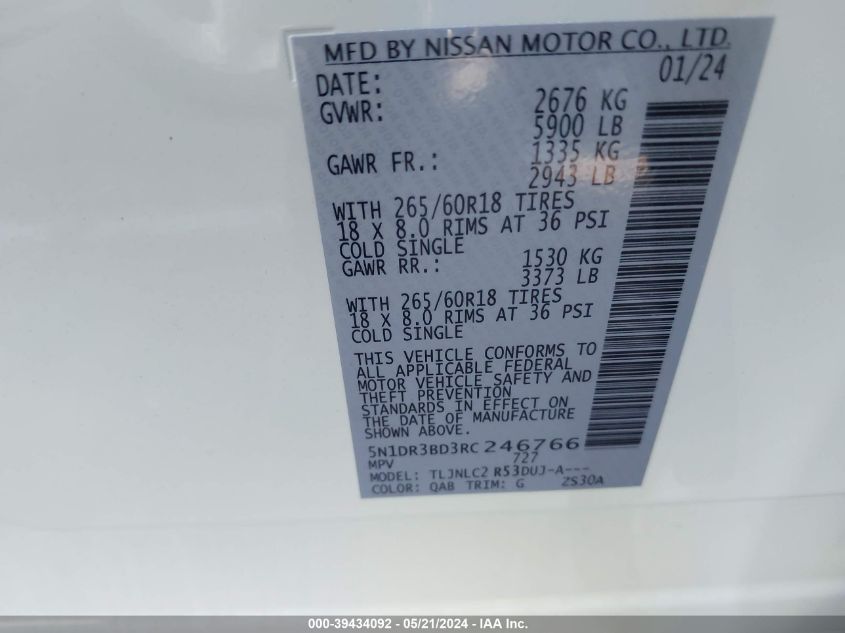 MFD BY NISSAN MOTOR CO., LTD.
DATE: 01/24
GVWR: 2676 KG
5900 LB
GAWR FR.: 1335 KG
2943 LB
WITH 265/60R18 TIRES
18 X 8.0 RIMS AT 36 PSI
COLD SINGLE
GAWR RR.: 1530 KG
3373 LB
WITH 265/60R18 TIRES
18 X 8.0 RIMS AT 36 PSI
COLD SINGLE
THIS VEHICLE CONFORMS TO
ALL APPLICABLE FEDERAL
MOTOR VEHICLE SAFETY AND
THEFT PREVENTION
STANDARDS IN EFFECT ON
THE DATE OF MANUFACTURE
SHOWN ABOVE.
5N1DR3BD3RC246766
MPV 727
MODEL: TLJNLC2 R53DUJ-A---
COLOR: QAB TRIM: G 2S30A
000-39434092 - 05/21/2024 - IAA Inc.